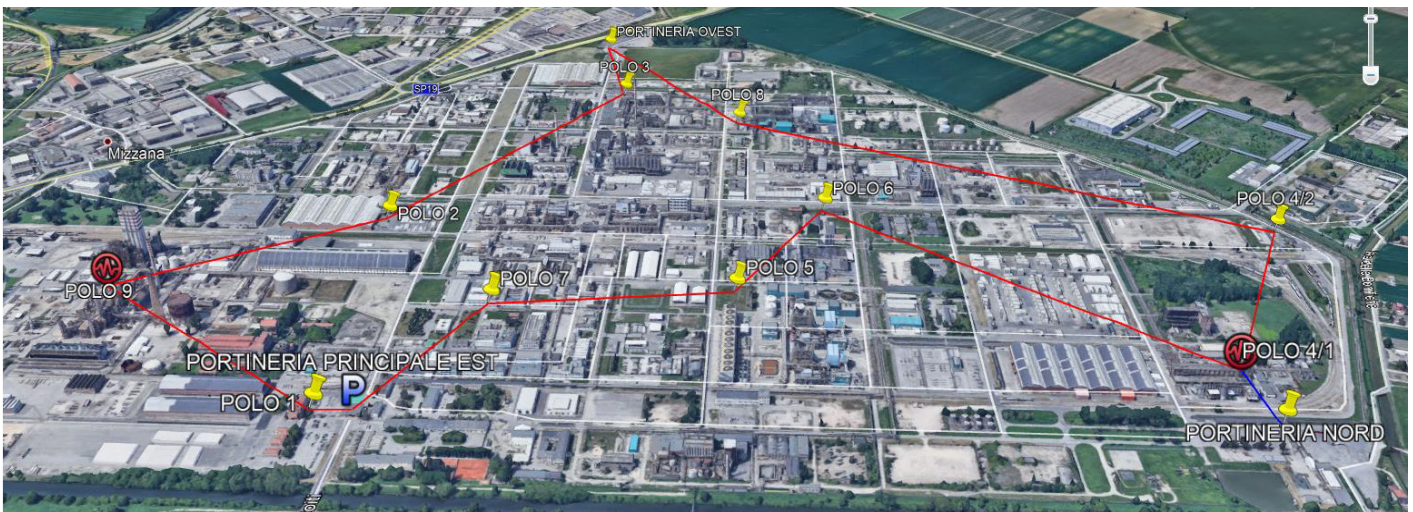 PORTINERIA OVEST
POLO 3
SP19
POLO 8
Mizzana
POLO 6
POLO 2
POLO 4/2
POLO 5
POLO 7
POLO 9
POLO 4/1
PORTINERIA PRINCIPALE EST
P
POLO 1
PORTINERIA NORD